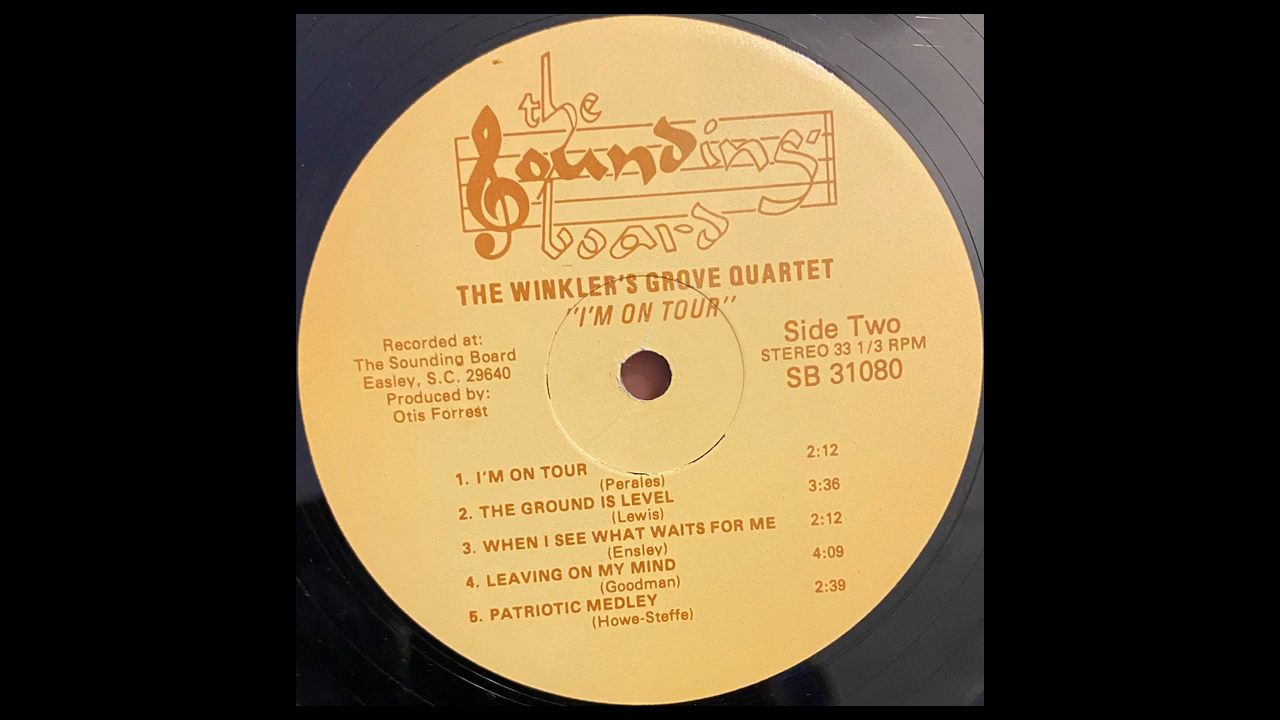 the
Sounding
board
THE WINKLER'S GROVE QUARTET
"I'M ON TOUR"
Recorded at:
The Sounding Board
Easley, S.C. 29640
Produced by:
Otis Forrest
Side Two
STEREO 33 1/3 RPM
SB 31080
1. I'M ON TOUR 2:12
(Perales)
2. THE GROUND IS LEVEL 3:36
(Lewis)
3. WHEN I SEE WHAT WAITS FOR ME 2:12
(Ensley)
4. LEAVING ON MY MIND 4:09
(Goodman)
5. PATRIOTIC MEDLEY 2:39
(Howe-Steffe)